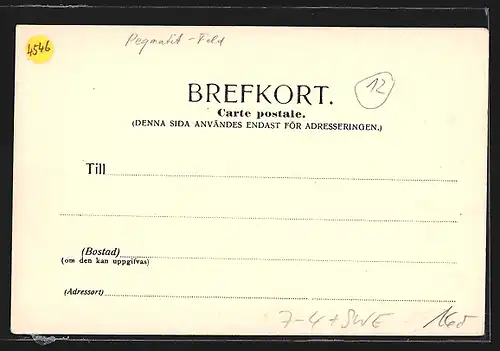 4546
Pegmatit-Feld
12
BREFKORT.
Carte postale.
(DENNA SIDA ANVÄNDES ENDAST FÖR ADRESSERINGEN.)
Till
(Bostad)
(om den kan uppgifvas)
(Adressort)
7-4 + SWE